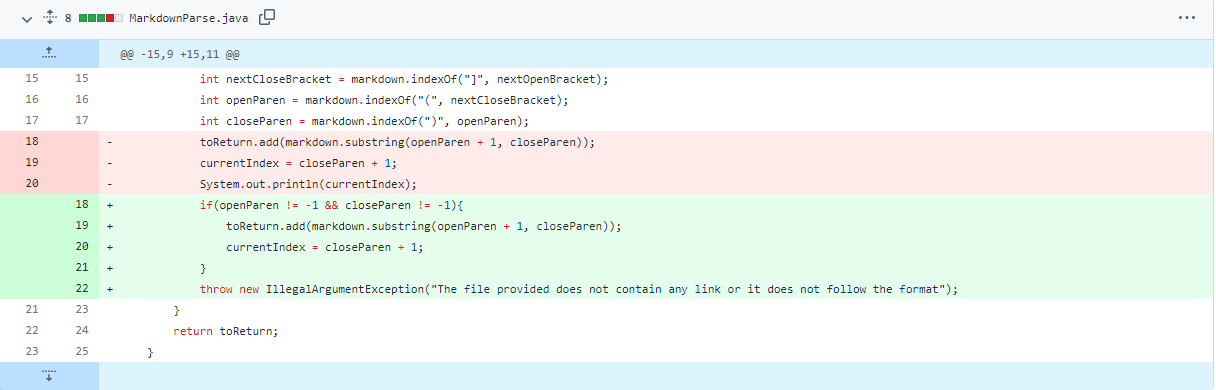 8 MarkdownParse.java
@@ -15,9 +15,11 @@
15 15 int nextCloseBracket = markdown.indexOf("]", nextOpenBracket);
16 16 int openParen = markdown.indexOf("(", nextCloseBracket);
17 17 int closeParen = markdown.indexOf(")", openParen);
18 - toReturn.add(markdown.substring(openParen + 1, closeParen));
19 - currentIndex = closeParen + 1;
20 - System.out.println(currentIndex);
18 + if(openParen != -1 && closeParen != -1){
19 + toReturn.add(markdown.substring(openParen + 1, closeParen));
20 + currentIndex = closeParen + 1;
21 + }
22 + throw new IllegalArgumentException("The file provided does not contain any link or it does not follow the format");
21 23 }
22 24 return toReturn;
23 25 }